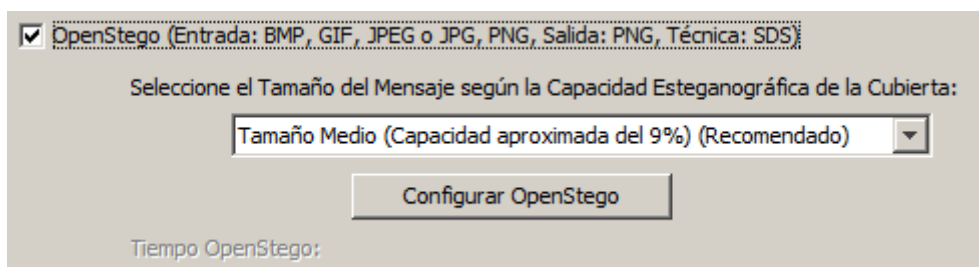 OpenStego (Entrada: BMP, GIF, JPEG o JPG, PNG, Salida: PNG, Técnica: SDS)
Seleccione el Tamaño del Mensaje según la Capacidad Esteganográfica de la Cubierta:
Tamaño Medio (Capacidad aproximada del 9%) (Recomendado)
Configurar OpenStego
Tiempo OpenStego: